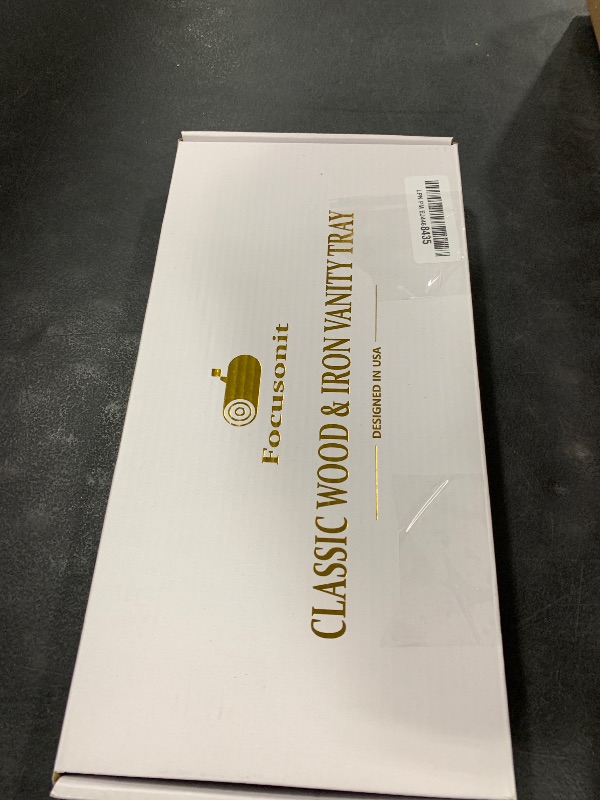 Focusonit
CLASSIC WOOD & IRON VANITY TRAY
DESIGNED IN USA